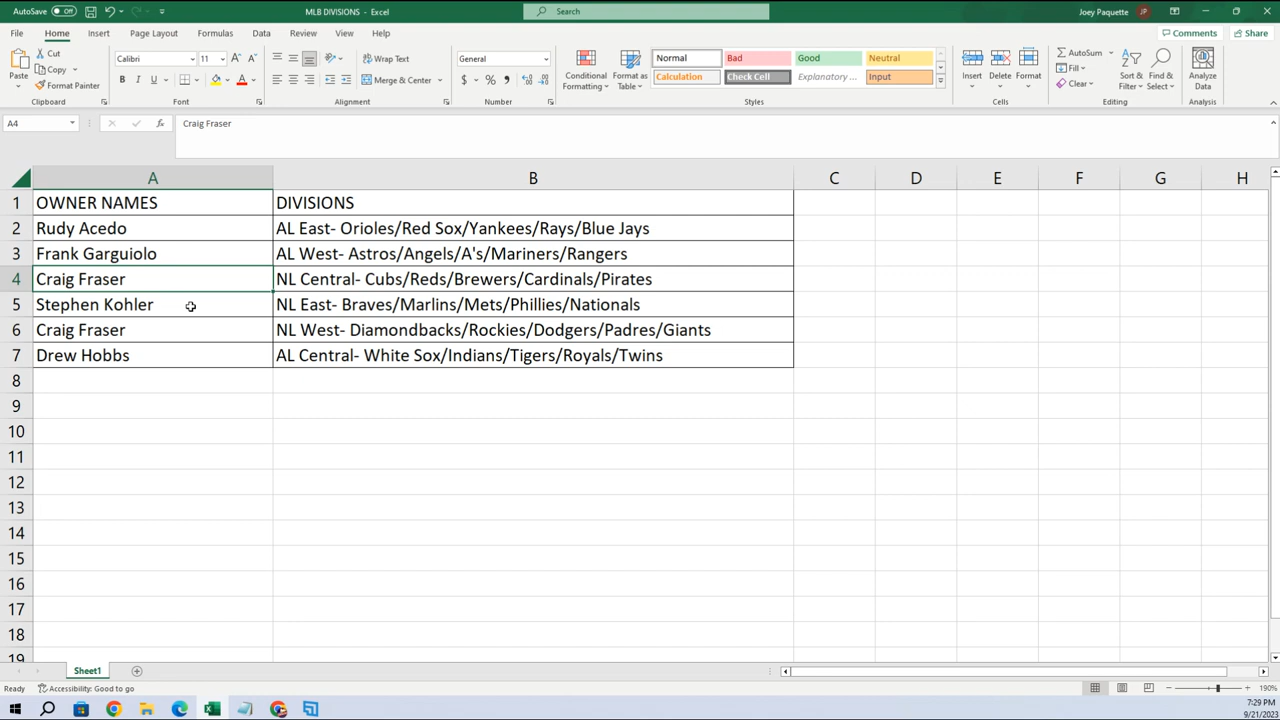 AutoSave Off MLB DIVISIONS - Excel Search Joey Paquette JP
File Home Insert Page Layout Formulas Data Review View Help Comments Share
Paste Cut Copy Format Painter Clipboard
Calibri 11 B I U Font
Wrap Text Merge & Center Alignment
General $ % Number
Conditional Formatting Format as Table
Normal Bad Good Neutral
Calculation Check Cell Explanatory ... Input
Styles
Insert Delete Format Cells
AutoSum Fill Clear Sort & Filter Find & Select Editing
Analyze Data Analysis
A4 fx Craig Fraser
A B C D E F G H
1 OWNER NAMES DIVISIONS
2 Rudy Acedo AL East- Orioles/Red Sox/Yankees/Rays/Blue Jays
3 Frank Garguiolo AL West- Astros/Angels/A's/Mariners/Rangers
4 Craig Fraser NL Central- Cubs/Reds/Brewers/Cardinals/Pirates
5 Stephen Kohler NL East- Braves/Marlins/Mets/Phillies/Nationals
6 Craig Fraser NL West- Diamondbacks/Rockies/Dodgers/Padres/Giants
7 Drew Hobbs AL Central- White Sox/Indians/Tigers/Royals/Twins
8
9
10
11
12
13
14
15
16
17
18
19
Sheet1
Ready Accessibility: Good to go 190%
7:29 PM
9/21/2023